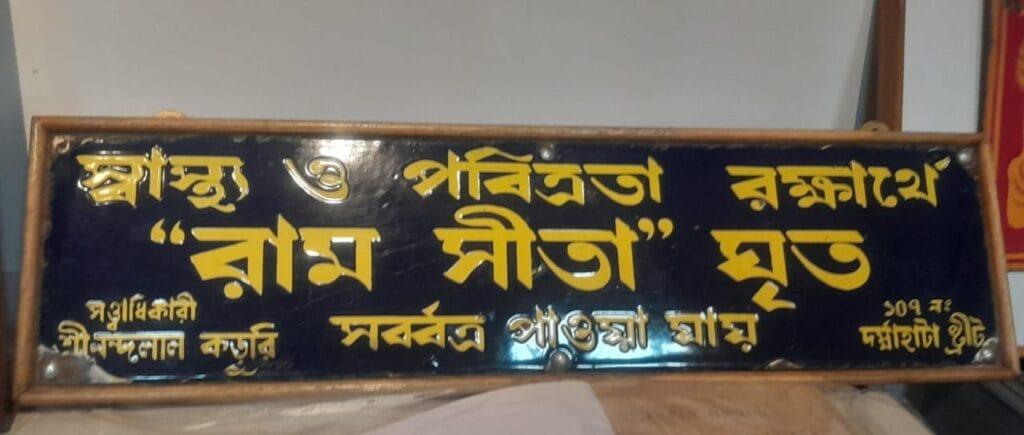 স্বাস্থ্য ও পবিত্রতা রক্ষার্থে
“রাম সীতা” ঘৃত
সত্ত্বাধিকারী
শ্রীনন্দলাল কড়ুরি
সর্ব্বত্র পাওয়া যায়
১০৭ নং
দর্ম্মাহাটা ষ্ট্রীট